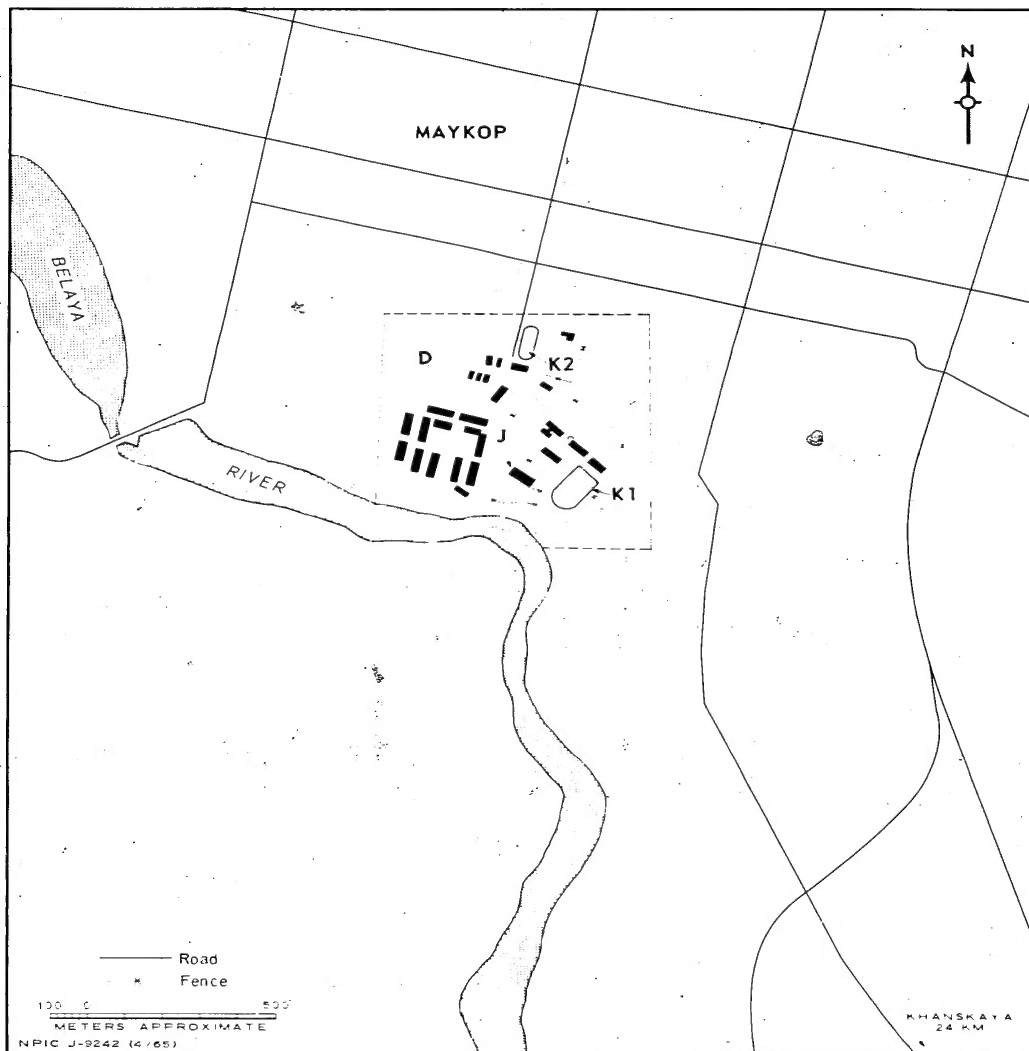 N
MAYKOP
BELAYA
D
K2
J
RIVER
K1
Road
Fence
100 0 500
METERS APPROXIMATE
NPIC J-9242 (4/65)
KHANSKAYA
24 KM